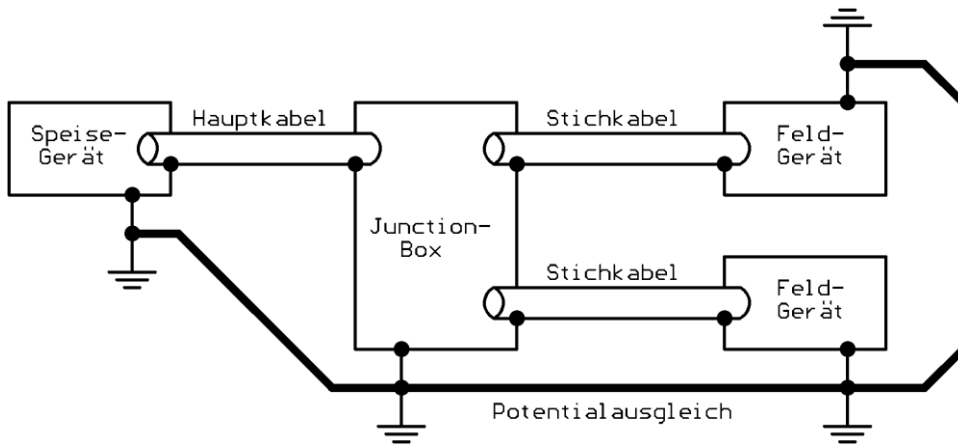 Speise-
Gerät
Hauptkabel
Stichkabel
Feld-
Gerät
Junction-
Box
Stichkabel
Feld-
Gerät
Potentialausgleich